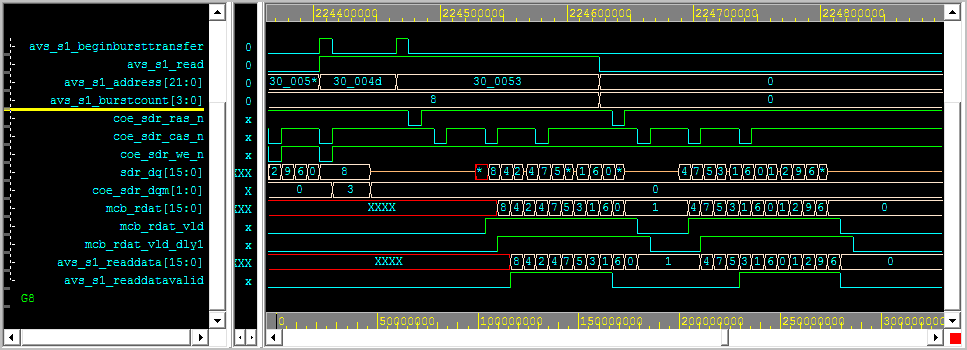 224400000 224500000 224600000 224700000 224800000
avs_s1_beginbursttransfer 0
avs_s1_read 0
avs_s1_address[21:0] 0 30_005* 30_004d 30_0053 0
avs_s1_burstcount[3:0] 0 8 0
coe_sdr_ras_n x
coe_sdr_cas_n x
coe_sdr_we_n x
sdr_dq[15:0] XXX 2 9 6 0 8 * 8 4 2 4 7 5 * 1 6 0 * 4 7 5 3 1 6 0 1 2 9 6 *
coe_sdr_dqm[1:0] x 0 3 0
mcb_rdat[15:0] XXX XXXX 8 4 2 4 7 5 3 1 6 0 1 4 7 5 3 1 6 0 1 2 9 6 0
mcb_rdat_vld x
mcb_rdat_vld_dly1 x
avs_s1_readdata[15:0] XXX XXXX 8 4 2 4 7 5 3 1 6 0 1 4 7 5 3 1 6 0 1 2 9 6 0
avs_s1_readdatavalid x
G8
0 50000000 100000000 150000000 200000000 250000000 300000000